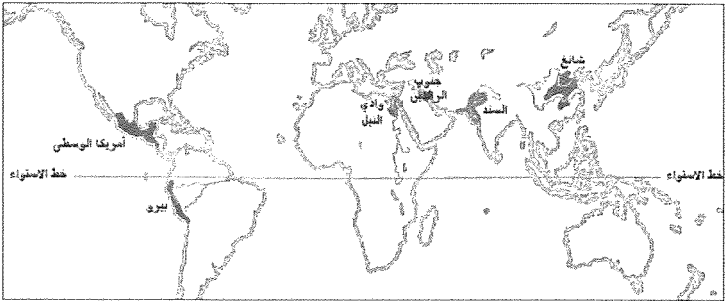 شانغ
جنوب
الرافدين
وادي
النيل
السند
أمريكا الوسطى
خط الاستواء
خط الاستواء
بيرو